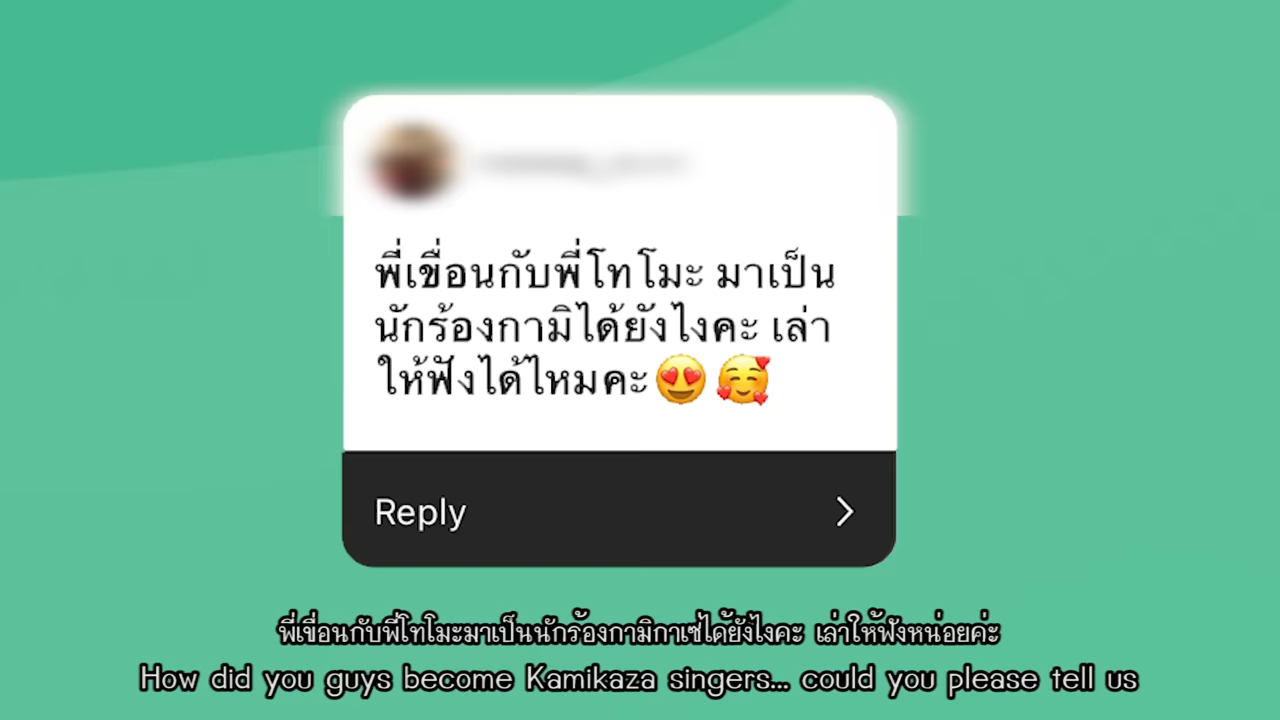 พี่เขื่อนกับพี่โทโมะ มาเป็น
นักร้องกามิได้ยังไงคะ เล่า
ให้ฟังได้ไหมคะ😍🥰
Reply
พี่เขื่อนกับพี่โทโมะมาเป็นนักร้องกามิกาเซ่ได้ยังไงคะ เล่าให้ฟังหน่อยค่ะ
How did you guys become Kamikaza singers... could you please tell us